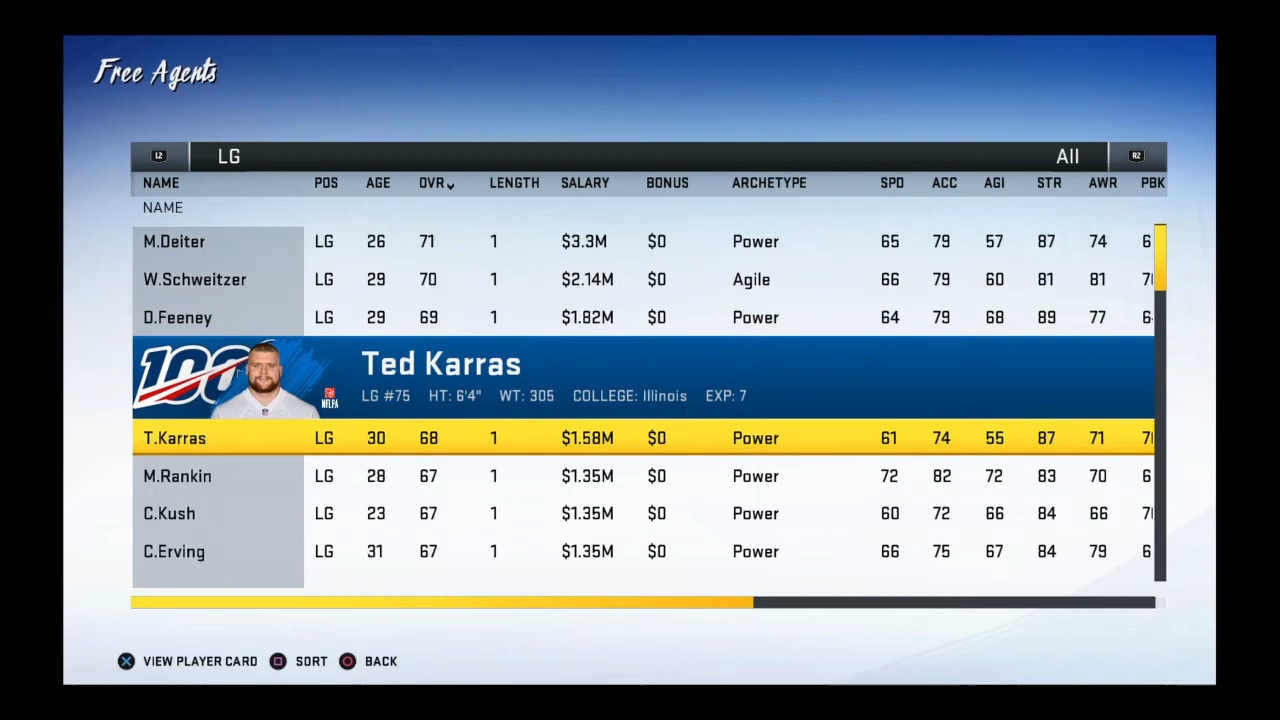 Free Agents
L2 LG All R2
NAME POS AGE OVR LENGTH SALARY BONUS ARCHETYPE SPD ACC AGI STR AWR PBK
NAME
M.Deiter LG 26 71 1 $3.3M $0 Power 65 79 57 87 74 6
W.Schweitzer LG 29 70 1 $2.14M $0 Agile 66 79 60 81 81 7
D.Feeney LG 29 69 1 $1.82M $0 Power 64 79 68 89 77 6
100 Ted Karras
NFLPA LG #75 HT: 6'4" WT: 305 COLLEGE: Illinois EXP: 7
T.Karras LG 30 68 1 $1.58M $0 Power 61 74 55 87 71 7
M.Rankin LG 28 67 1 $1.35M $0 Power 72 82 72 83 70 6
C.Kush LG 23 67 1 $1.35M $0 Power 60 72 66 84 66 7
C.Erving LG 31 67 1 $1.35M $0 Power 66 75 67 84 79 6
VIEW PLAYER CARD SORT BACK